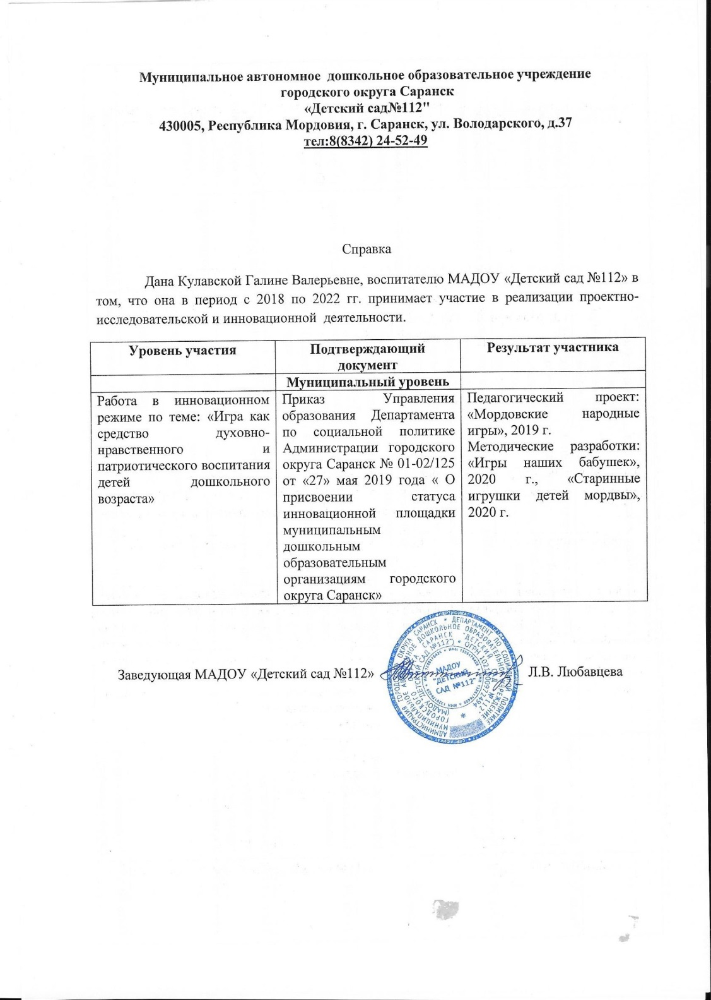 Муниципальное автономное дошкольное образовательное учреждение
городского округа Саранск
«Детский сад№112"
430005, Республика Мордовия, г. Саранск, ул. Володарского, д.37
тел:8(8342) 24-52-49
Справка
Дана Кулавской Галине Валерьевне, воспитателю МАДОУ «Детский сад №112» в
том, что она в период с 2018 по 2022 гг. принимает участие в реализации проектно-
исследовательской и инновационной деятельности.
Уровень участия
Подтверждающий
документ
Результат участника
Муниципальный уровень
Работа в инновационном
режиме по теме: «Игра как
средство духовно-
нравственного и
патриотического воспитания
детей дошкольного
возраста»
Приказ Управления
образования Департамента
по социальной политике
Администрации городского
округа Саранск № 01-02/125
от «27» мая 2019 года « О
присвоении статуса
инновационной площадки
муниципальным
дошкольным
образовательным
организациям городского
округа Саранск»
Педагогический проект:
«Мордовские народные
игры», 2019 г.
Методические разработки:
«Игры наших бабушек»,
2020 г., «Старинные
игрушки детей мордвы»,
2020 г.
Заведующая МАДОУ «Детский сад №112»
Л.В. Любавцева
МАДОУ
"ДЕТСКИЙ
САД №112"